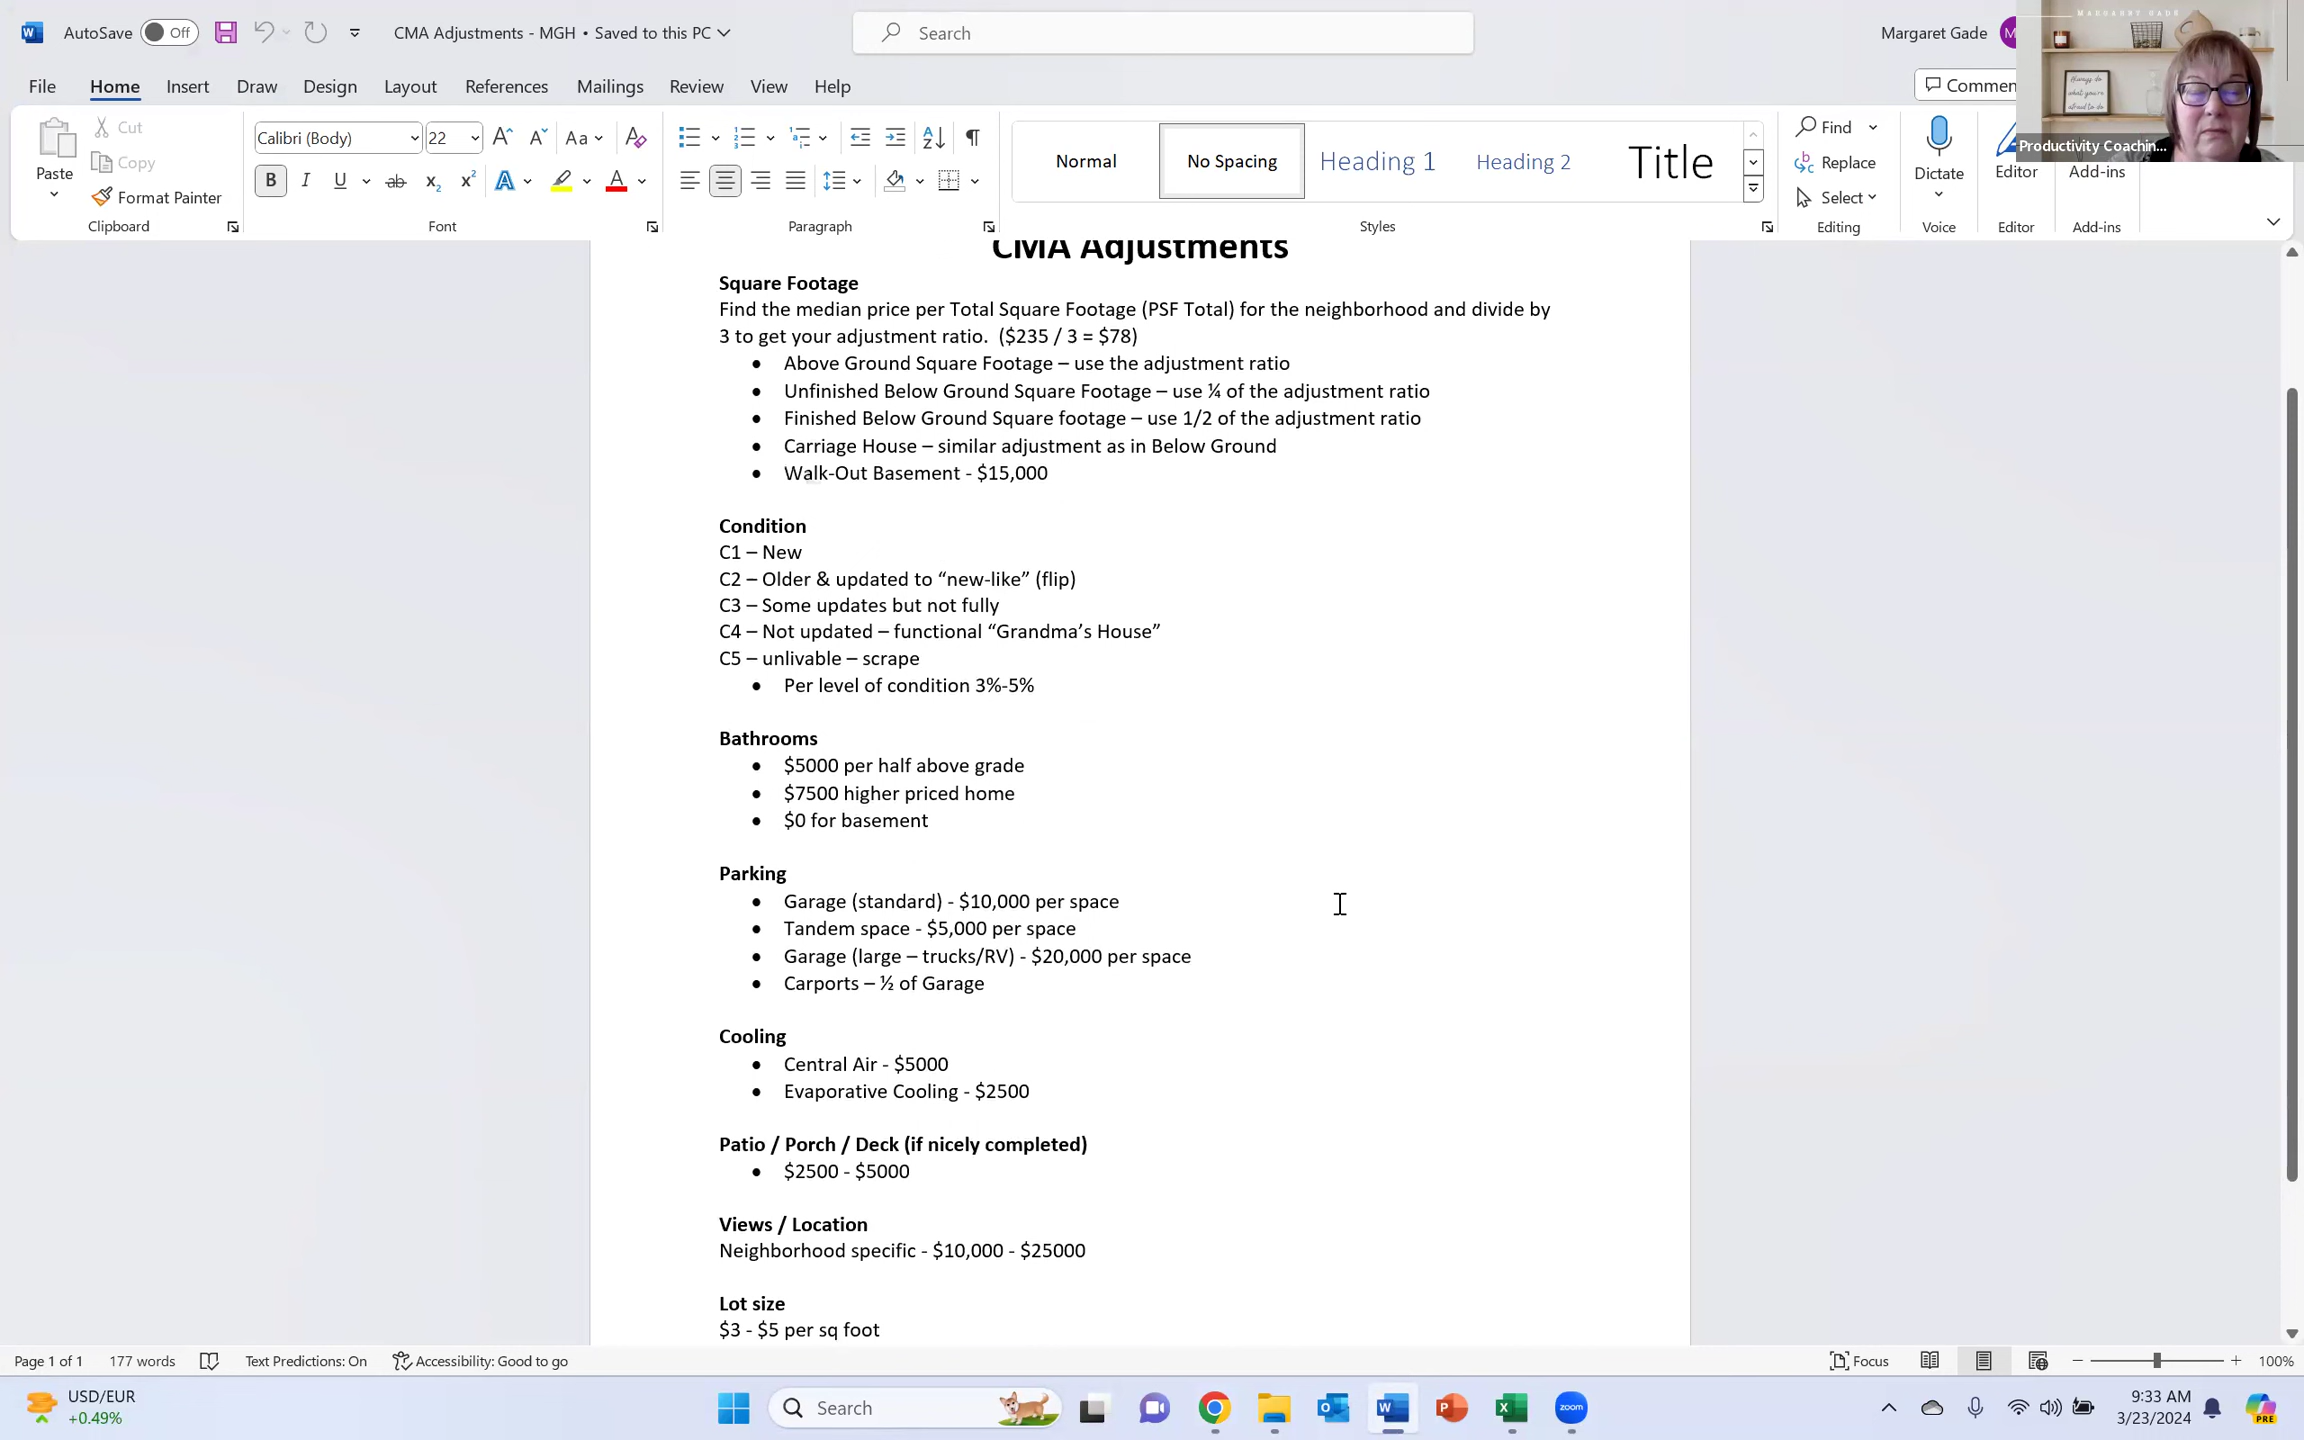 AutoSave Off CMA Adjustments - MGH • Saved to this PC Search Margaret Gade
MARGARET GADE
File Home Insert Draw Design Layout References Mailings Review View Help Commen
Productivity Coachin...
Paste Cut Copy Format Painter Clipboard
Calibri (Body) 22 Aa Font
Paragraph
Normal No Spacing Heading 1 Heading 2 Title Styles
Find Replace Select Editing
Dictate Voice
Editor Editor
Add-ins Add-ins
CMA Adjustments
Square Footage
Find the median price per Total Square Footage (PSF Total) for the neighborhood and divide by
3 to get your adjustment ratio. ($235 / 3 = $78)
• Above Ground Square Footage – use the adjustment ratio
• Unfinished Below Ground Square Footage – use ¼ of the adjustment ratio
• Finished Below Ground Square footage – use 1/2 of the adjustment ratio
• Carriage House – similar adjustment as in Below Ground
• Walk-Out Basement - $15,000
Condition
C1 – New
C2 – Older & updated to “new-like” (flip)
C3 – Some updates but not fully
C4 – Not updated – functional “Grandma’s House”
C5 – unlivable – scrape
• Per level of condition 3%-5%
Bathrooms
• $5000 per half above grade
• $7500 higher priced home
• $0 for basement
Parking
• Garage (standard) - $10,000 per space
• Tandem space - $5,000 per space
• Garage (large – trucks/RV) - $20,000 per space
• Carports – ½ of Garage
Cooling
• Central Air - $5000
• Evaporative Cooling - $2500
Patio / Porch / Deck (if nicely completed)
• $2500 - $5000
Views / Location
Neighborhood specific - $10,000 - $25000
Lot size
$3 - $5 per sq foot
Page 1 of 1 177 words Text Predictions: On Accessibility: Good to go Focus 100%
USD/EUR
+0.49%
Search
zoom
9:33 AM
3/23/2024
PRE